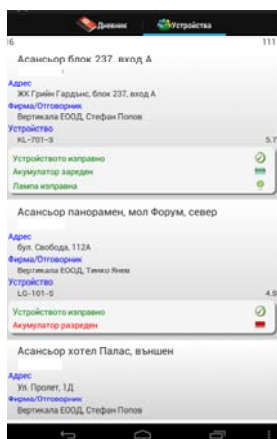 Дневник Устройства
16 111
Асансьор блок 237, вход А
Адрес
ЖК Грийн Гардънс, блок 237, вход А
Фирма/Отговорник
Вертикала ЕООД, Стефан Попов
Устройство
KL-701-S 5.7
Устройството изправно
Акумулатор зареден
Лампа изправна
Асансьор панорамен, мол Форум, север
Адрес
бул. Свобода, 112А
Фирма/Отговорник
Вертикала ЕООД, Тинко Янев
Устройство
LG-101-S 4.9
Устройството изправно
Акумулатор разреден
Асансьор хотел Палас, външен
Адрес
Ул. Пролет, 1Д
Фирма/Отговорник
Вертикала ЕООД, Стефан Попов